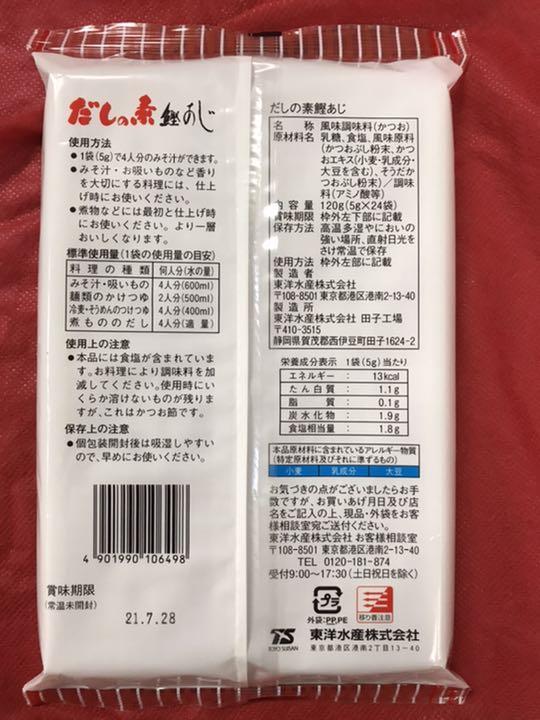 だしの素 鰹あじ
使用方法
●1袋(5g)で4人分のみそ汁ができます。
●みそ汁・お吸いものなど香り
を大切にする料理には、仕上
げ時にお使いください。
●煮物などには最初と仕上げ時
にお使いください。より一層
おいしくなります。
標準使用量(1袋の使用量の目安)
料理の種類 何人分(水の量)
みそ汁・吸いもの 4人分(600ml)
麺類のかけつゆ 2人分(500ml)
冷麦・そうめんのつけつゆ 4人分(400ml)
煮もののだし 4人分(適量)
使用上の注意
●本品には食塩が含まれていま
す。お料理により調味料を加
減してください。使用時にい
くらか溶けないものが残りま
すが、これはかつお節です。
保存上の注意
●個包装開封後は吸湿しやすい
ので、早めにお使いください。
4 901990 106498
賞味期限
(常温未開封)
21.7.28
だしの素鰹あじ
名称 風味調味料(かつお)
原材料名 乳糖、食塩、風味原料
(かつおぶし粉末、かつ
おエキス(小麦・乳成分・
大豆を含む)、そうだか
つおぶし粉末)／調味
料(アミノ酸等)
内容量 120g(5g×24袋)
賞味期限 枠外左下部に記載
保存方法 高温多湿やにおいの
強い場所、直射日光を
さけ常温で保存
使用方法 枠外左部に記載
製造者
東洋水産株式会社
〒108-8501 東京都港区港南2-13-40
製造所
東洋水産株式会社 田子工場
〒410-3515
静岡県賀茂郡西伊豆町田子1624-2
栄養成分表示 1袋(5g)当たり
エネルギー : 13kcal
たん白質 : 1.1g
脂質 : 0.1g
炭水化物 : 1.9g
食塩相当量 : 1.8g
本品原材料に含まれているアレルギー物質
(特定原材料及びそれに準ずるもの)
小麦 乳成分 大豆
お気づきの点がございましたらお手
数ですが、お買いあげ月日及び店
名をご記入の上、現品・外袋をお客
様相談室宛ご送付ください。
東洋水産株式会社 お客様相談室
〒108-8501 東京都港区港南2-13-40
TEL 0120-181-874
受付9:00〜17:30(土日祝日を除く)
プラ
外袋:PP,PE
移り香注意
TS
TOYO SUISAN
東洋水産株式会社
東京都港区港南2丁目13-40